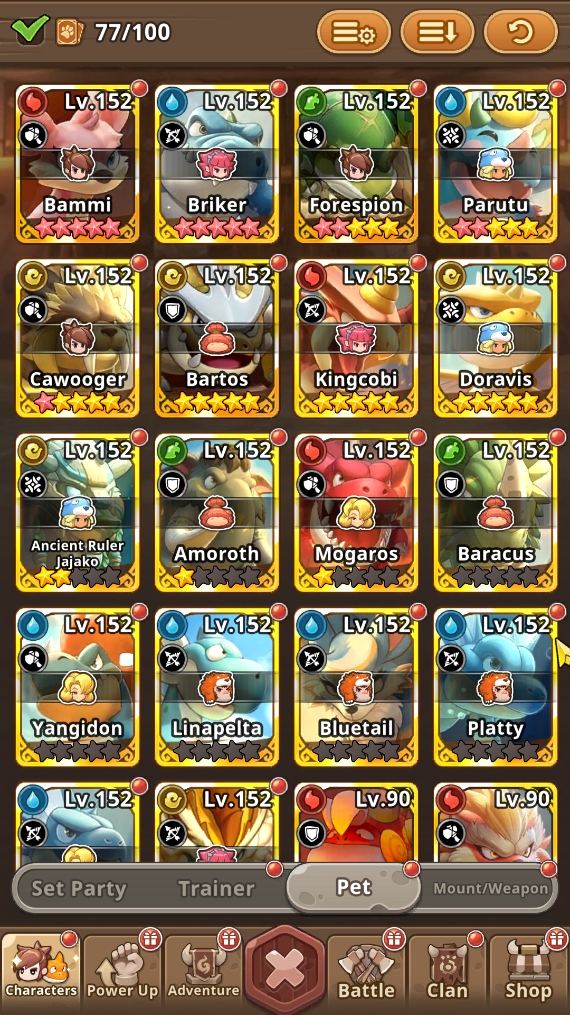 77/100
Lv.152
Lv.152
Lv.152
Lv.152
Bammi
Briker
Forespion
Parutu
Lv.152
Lv.152
Lv.152
Lv.152
Cawooger
Bartos
Kingcobi
Doravis
Lv.152
Lv.152
Lv.152
Lv.152
Ancient Ruler
Jajako
Amoroth
Mogaros
Baracus
Lv.152
Lv.152
Lv.152
Lv.152
Yangidon
Linapelta
Bluetail
Platty
Lv.152
Lv.152
Lv.90
Lv.90
Set Party
Trainer
Pet
Mount/Weapon
Characters
Power Up
Adventure
Battle
Clan
Shop